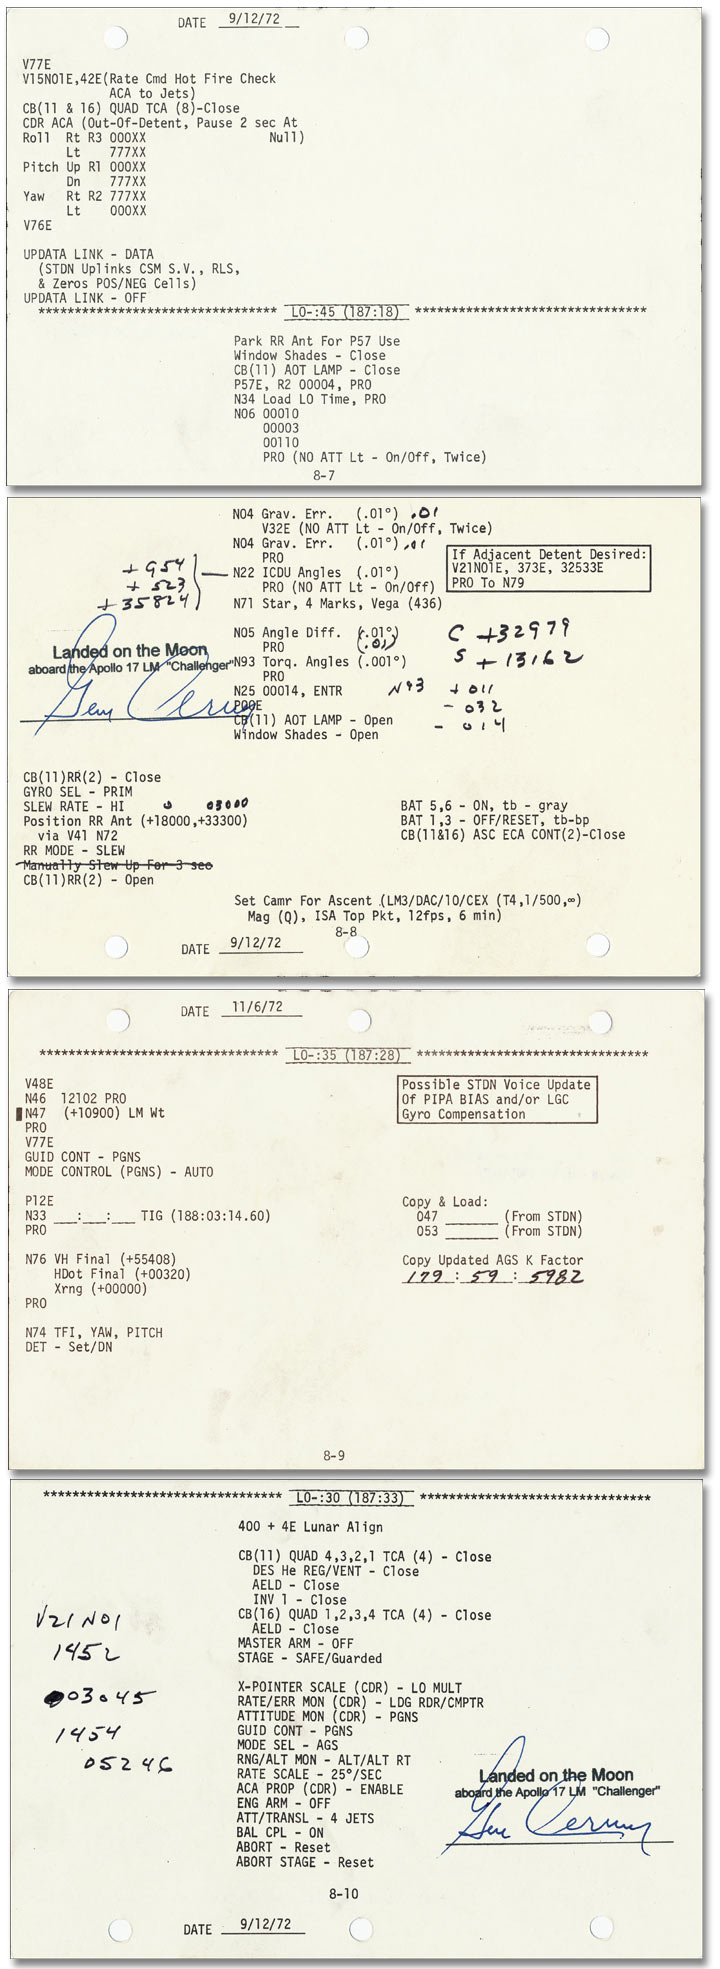 DATE 9/12/72
V77E
V15N01E,42E(Rate Cmd Hot Fire Check
ACA to Jets)
CB(11 & 16) QUAD TCA (8)-Close
CDR ACA (Out-Of-Detent, Pause 2 sec At
Roll Rt R3 000XX Null)
Lt 777XX
Pitch Up R1 000XX
Dn 777XX
Yaw Rt R2 777XX
Lt 000XX
V76E
UPDATA LINK - DATA
(STDN Uplinks CSM S.V., RLS,
& Zeros POS/NEG Cells)
UPDATA LINK - OFF
********************************* LO-:45 (187:18) *********************************
Park RR Ant For P57 Use
Window Shades - Close
CB(11) AOT LAMP - Close
P57E, R2 00004, PRO
N34 Load LO Time, PRO
N06 00010
00003
00110
PRO (NO ATT Lt - On/Off, Twice)
8-7
N04 Grav. Err. (.01°) .01
V32E (NO ATT Lt - On/Off, Twice)
N04 Grav. Err. (.01°) .01
PRO
If Adjacent Detent Desired:
V21N01E, 373E, 32533E
PRO To N79
+ 954
+ 523
+ 35824
N22 ICDU Angles (.01°)
PRO (NO ATT Lt - On/Off)
N71 Star, 4 Marks, Vega (436)
N05 Angle Diff. (.01°)
PRO (.01)
C +32979
S +13162
Landed on the Moon
aboard the Apollo 17 LM "Challenger"
Gene Cernan
N93 Torq. Angles (.001°)
PRO
N25 00014, ENTR
N93 + 011
- 032
- 014
P00E
CB(11) AOT LAMP - Open
Window Shades - Open
CB(11)RR(2) - Close
GYRO SEL - PRIM
SLEW RATE - HI 0 03000
Position RR Ant (+18000,+33300)
via V41 N72
RR MODE - SLEW
Manually Slew Up For 3 sec
CB(11)RR(2) - Open
BAT 5,6 - ON, tb - gray
BAT 1,3 - OFF/RESET, tb-bp
CB(11&16) ASC ECA CONT(2)-Close
Set Camr For Ascent (LM3/DAC/10/CEX (T4,1/500,∞)
Mag (Q), ISA Top Pkt, 12fps, 6 min)
8-8
DATE 9/12/72
DATE 11/6/72
********************************* LO-:35 (187:28) *********************************
V48E
N46 12102 PRO
N47 (+10900) LM Wt
PRO
V77E
GUID CONT - PGNS
MODE CONTROL (PGNS) - AUTO
Possible STDN Voice Update
Of PIPA BIAS and/or LGC
Gyro Compensation
P12E
N33 ___:___:___ TIG (188:03:14.60)
PRO
Copy & Load:
047 _______ (From STDN)
053 _______ (From STDN)
N76 VH Final (+55408)
HDot Final (+00320)
Xrng (+00000)
PRO
Copy Updated AGS K Factor
179 : 59 : 5982
N74 TFI, YAW, PITCH
DET - Set/DN
8-9
********************************* LO-:30 (187:33) *********************************
400 + 4E Lunar Align
CB(11) QUAD 4,3,2,1 TCA (4) - Close
DES He REG/VENT - Close
AELD - Close
INV 1 - Close
CB(16) QUAD 1,2,3,4 TCA (4) - Close
AELD - Close
MASTER ARM - OFF
STAGE - SAFE/Guarded
V21 N01
1452
03045
1454
05246
X-POINTER SCALE (CDR) - LO MULT
RATE/ERR MON (CDR) - LDG RDR/CMPTR
ATTITUDE MON (CDR) - PGNS
GUID CONT - PGNS
MODE SEL - AGS
RNG/ALT MON - ALT/ALT RT
RATE SCALE - 25°/SEC
ACA PROP (CDR) - ENABLE
ENG ARM - OFF
ATT/TRANSL - 4 JETS
BAL CPL - ON
ABORT - Reset
ABORT STAGE - Reset
Landed on the Moon
aboard the Apollo 17 LM "Challenger"
Gene Cernan
8-10
DATE 9/12/72